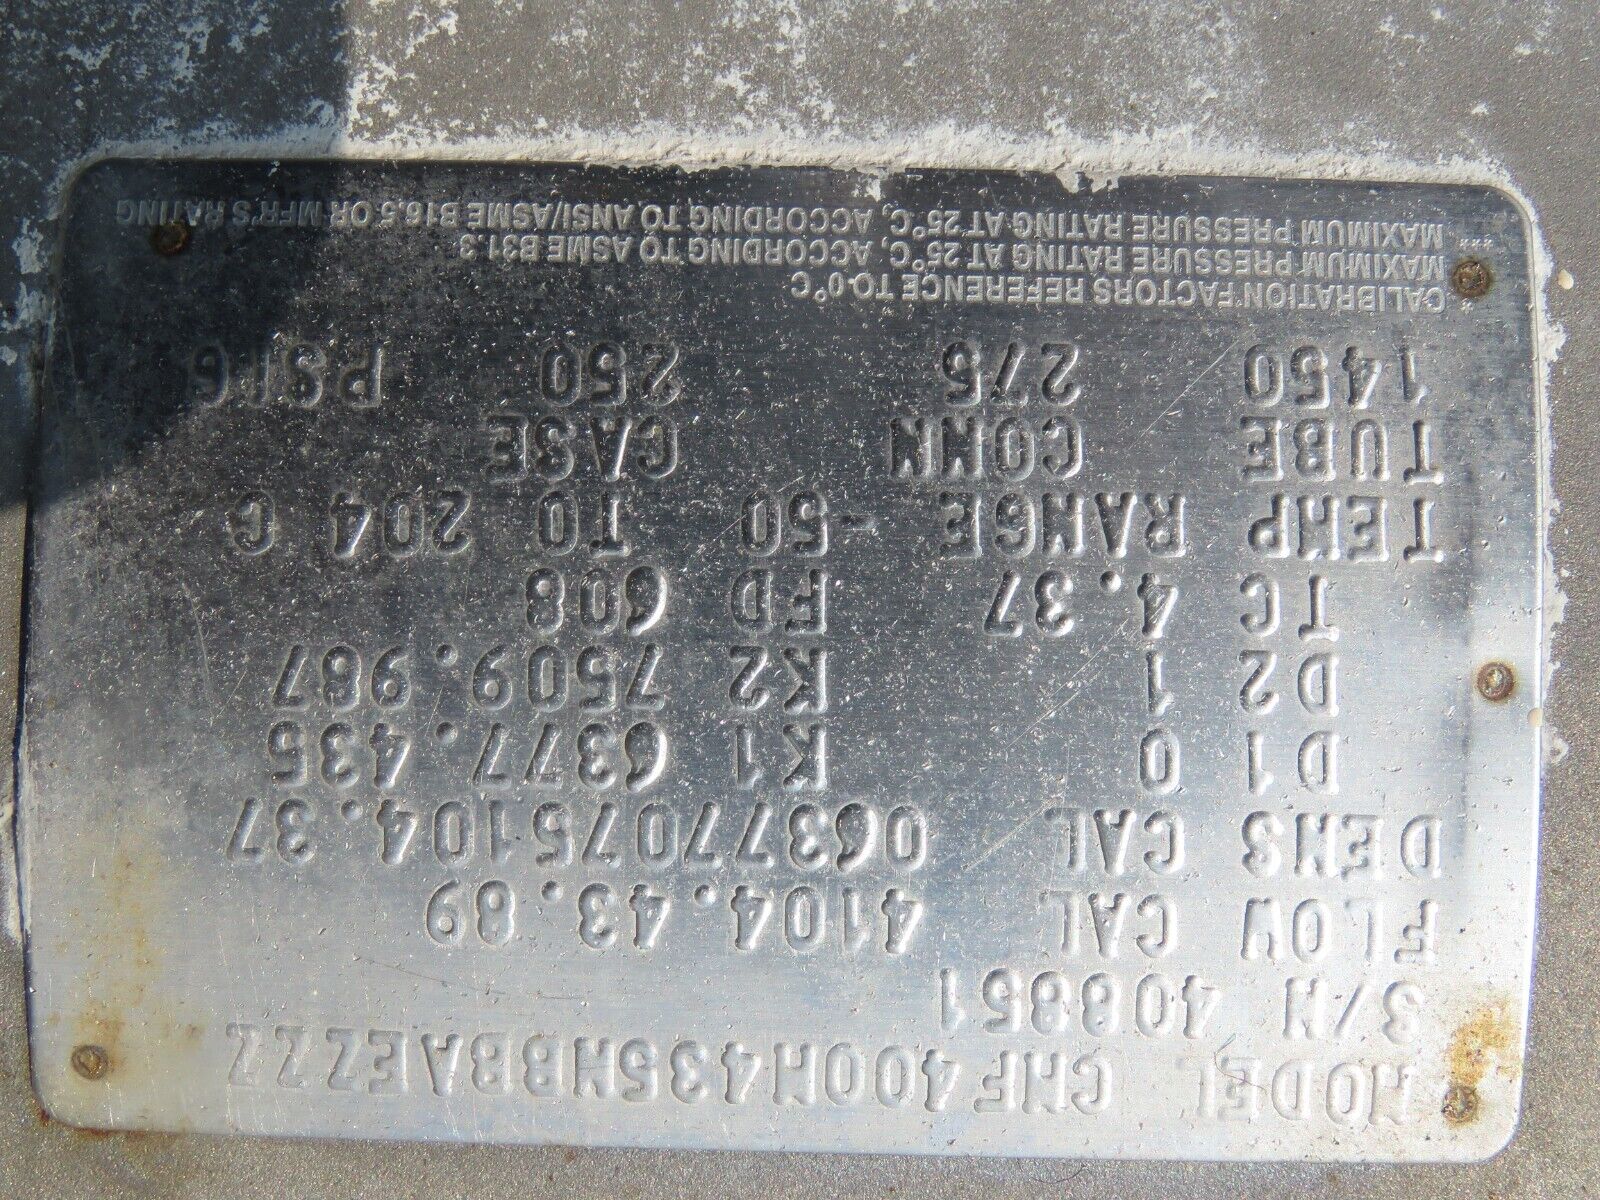 MODEL CMF400M435NBBAEZZZ
S/N 408851
FLOW CAL 4104.43.89
DENS CAL 06377075104.37
D1 0 K1 6377.435
D2 1 K2 7509.967
TC 4.37 FD 608
TEMP RANGE -50 TO 204 C
TUBE CONN CASE
1450 275 250 PSIG
* CALIBRATION FACTORS REFERENCE TO 0°C
** MAXIMUM PRESSURE RATING AT 25°C, ACCORDING TO ASME B31.3
*** MAXIMUM PRESSURE RATING AT 25°C, ACCORDING TO ANSI/ASME B16.5 OR MFR'S RATING